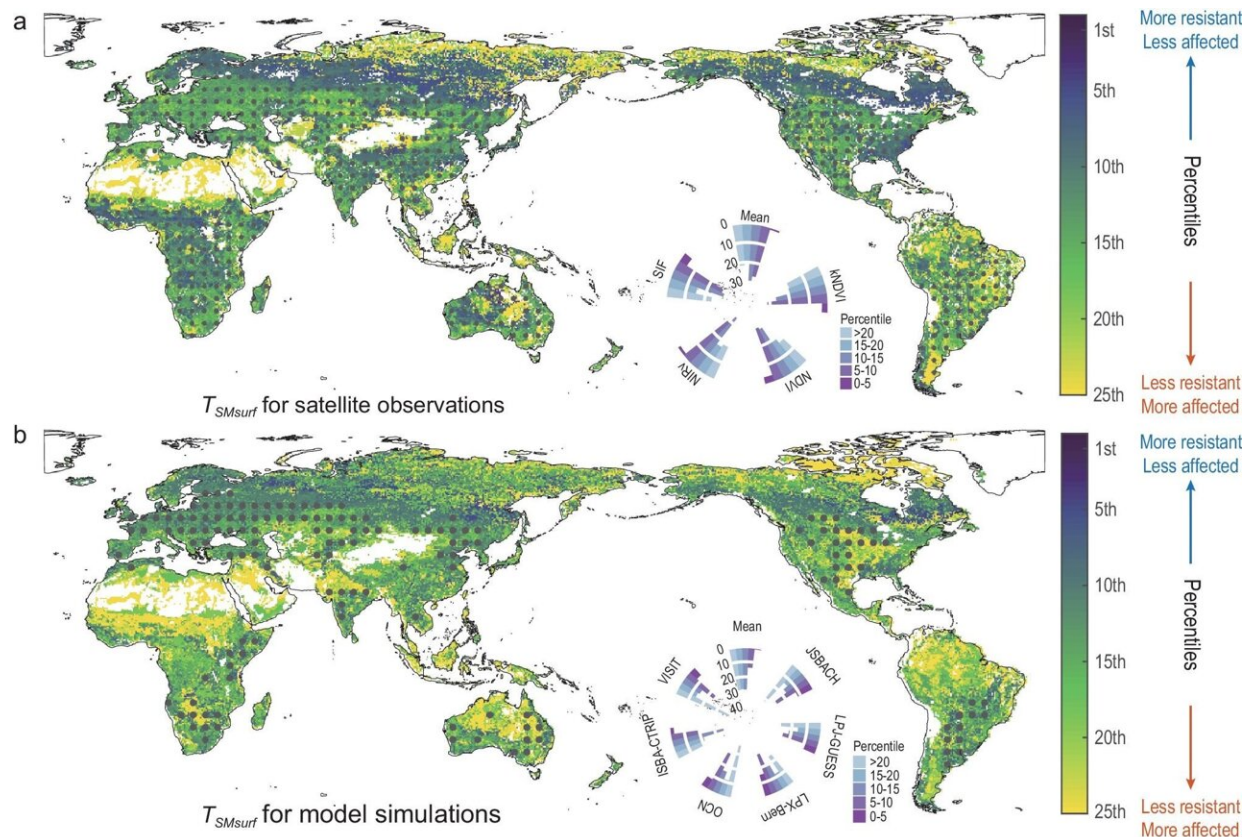 a
1st
5th
10th
15th
20th
25th
More resistant
Less affected
Percentiles
Less resistant
More affected
Mean
0
10
20
30
SIF
kNDVI
NIRv
NDVI
Percentile
>20
15-20
10-15
5-10
0-5
T_SMsurf for satellite observations
b
1st
5th
10th
15th
20th
25th
More resistant
Less affected
Percentiles
Less resistant
More affected
Mean
0
10
20
30
40
VISIT
JSBACH
ISBA-CTRIP
LPJ-GUESS
OCN
LPX-Bern
Percentile
>20
15-20
10-15
5-10
0-5
T_SMsurf for model simulations